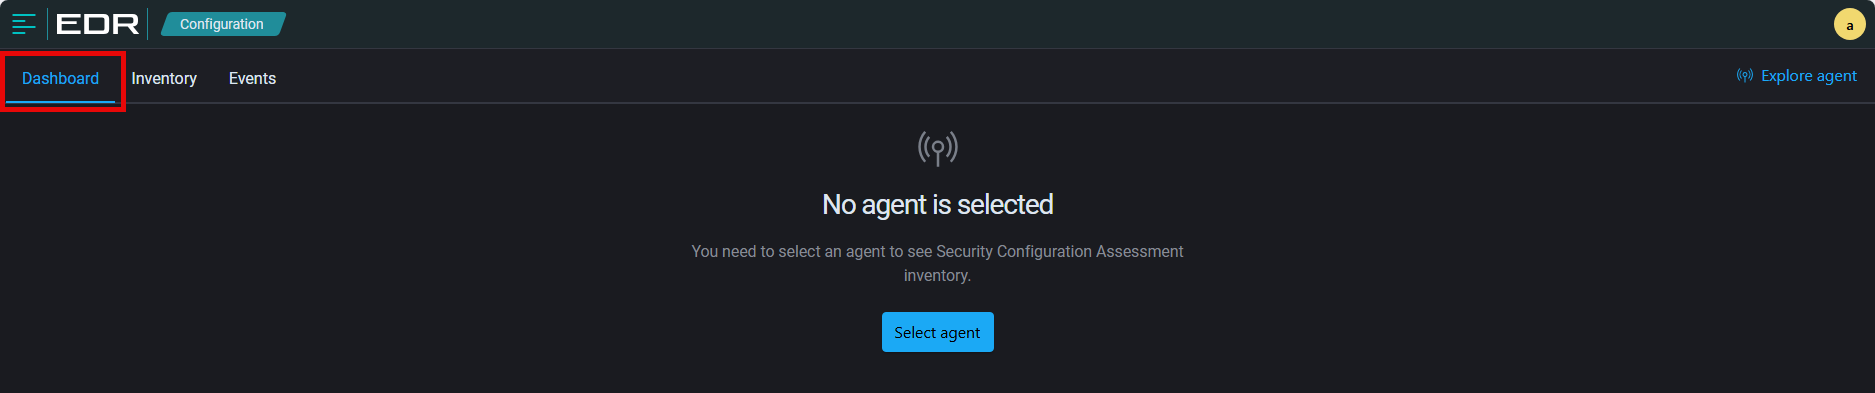 EDR
Configuration
a
Dashboard
Inventory
Events
Explore agent
No agent is selected
You need to select an agent to see Security Configuration Assessment
inventory.
Select agent